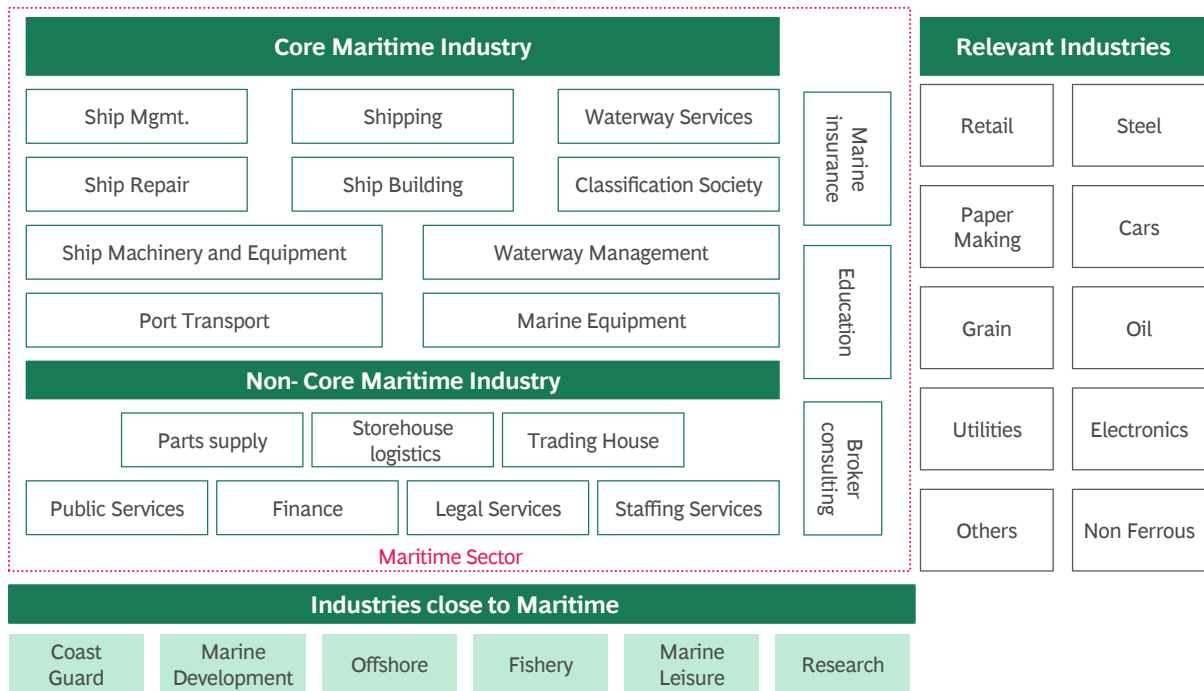 Core Maritime Industry
Ship Mgmt.
Shipping
Waterway Services
Ship Repair
Ship Building
Classification Society
Ship Machinery and Equipment
Waterway Management
Port Transport
Marine Equipment
Non- Core Maritime Industry
Parts supply
Storehouse
logistics
Trading House
Public Services
Finance
Legal Services
Staffing Services
Marine
insurance
Education
Broker
consulting
Maritime Sector
Relevant Industries
Retail
Steel
Paper
Making
Cars
Grain
Oil
Utilities
Electronics
Others
Non Ferrous
Industries close to Maritime
Coast
Guard
Marine
Development
Offshore
Fishery
Marine
Leisure
Research